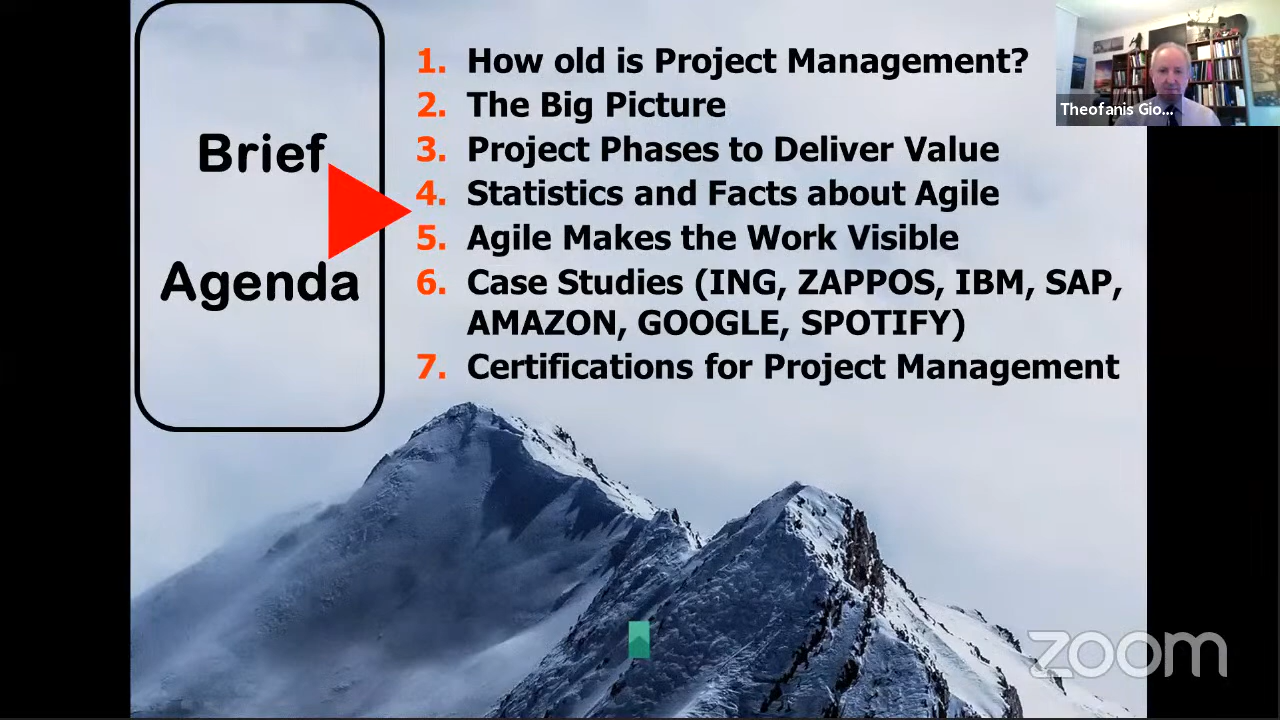 Brief
Agenda
1. How old is Project Management?
2. The Big Picture
3. Project Phases to Deliver Value
4. Statistics and Facts about Agile
5. Agile Makes the Work Visible
6. Case Studies (ING, ZAPPOS, IBM, SAP,
AMAZON, GOOGLE, SPOTIFY)
7. Certifications for Project Management
Theofanis Gio...
zoom